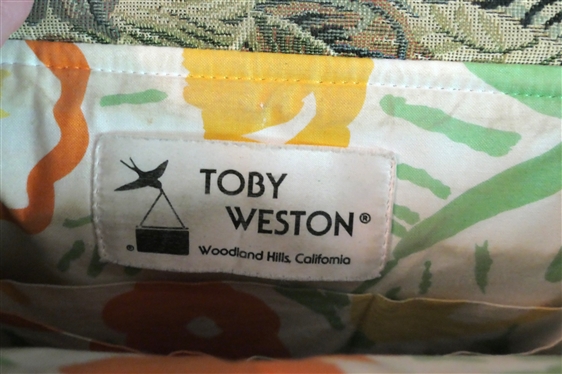 TOBY
WESTON®
Woodland Hills, California
®